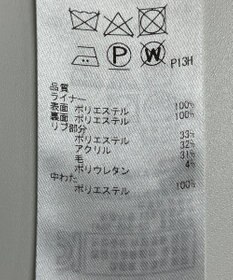 P
W
P13H
品質
ライナー
表面 ポリエステル 100%
裏面 ポリエステル 100%
リブ部分
ポリエステル 33%
アクリル 32%
毛 31%
ポリウレタン 4%
中わた
ポリエステル 100%